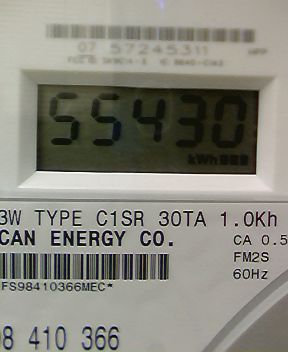 07 57245311
55430
kWh
3W TYPE C1SR 30TA 1.0Kh
CAN ENERGY CO.
CA 0.5
FM2S
60Hz
FS98410366MEC*
98 410 366